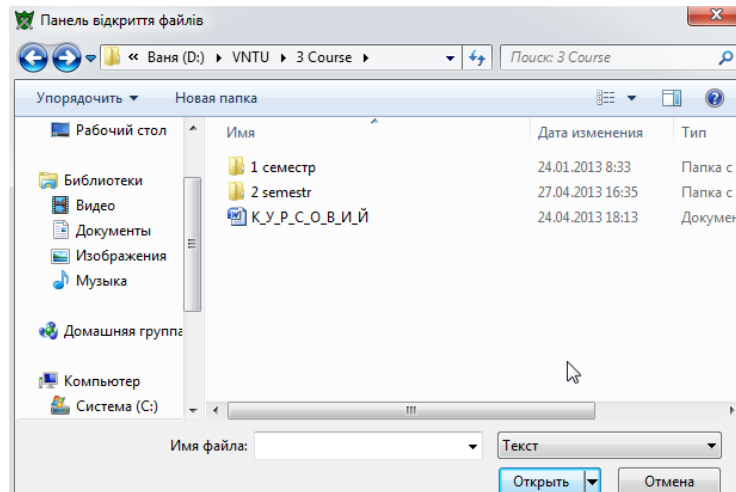 Панель відкриття файлів
« Ваня (D:) ▸ VNTU ▸ 3 Course ▸ Поиск: 3 Course
Упорядочить ▾ Новая папка
Рабочий стол
Библиотеки
Видео
Документы
Изображения
Музыка
Домашняя группа
Компьютер
Система (C:)
Имя Дата изменения Тип
1 семестр 24.01.2013 8:33 Папка с
2 semestr 27.04.2013 16:35 Папка с
К_У_Р_С_О_В_И_Й 24.04.2013 18:13 Докумен
Имя файла: Текст
Открыть Отмена